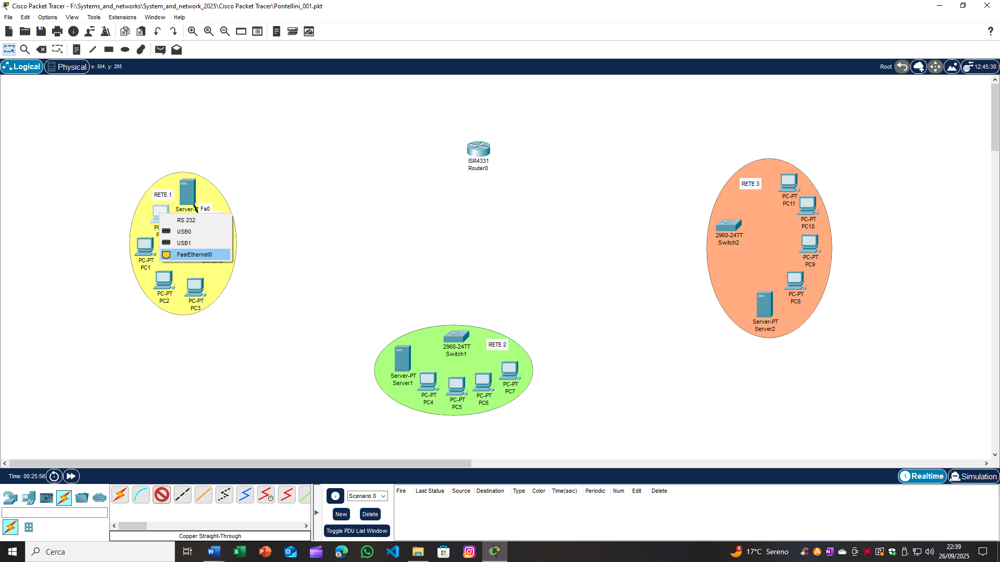 Cisco Packet Tracer - F:\Systems_and_networks\System_and_network_2025\Cisco Packet Tracer\Pontellini_001.pkt
File Edit Options View Tools Extensions Window Help
Logical Physical x: 304, y: 265 Root 12:45:30
ISR4331
Router0
RETE 1
Fa0
RS 232
USB0
USB1
FastEthernet0
PC-PT
PC1
PC-PT
PC2
PC-PT
PC3
2960-24TT
Switch1
RETE 2
Server-PT
Server1
PC-PT
PC4
PC-PT
PC5
PC-PT
PC6
PC-PT
PC7
RETE 3
PC-PT
PC11
PC-PT
PC10
2960-24TT
Switch2
PC-PT
PC9
PC-PT
PC8
Server-PT
Server2
Time: 00:25:56 Realtime Simulation
Scenario 0
New Delete
Toggle PDU List Window
Fire Last Status Source Destination Type Color Time(sec) Periodic Num Edit Delete
Copper Straight-Through
Cerca
6 17°C Sereno
22:39
26/09/2025